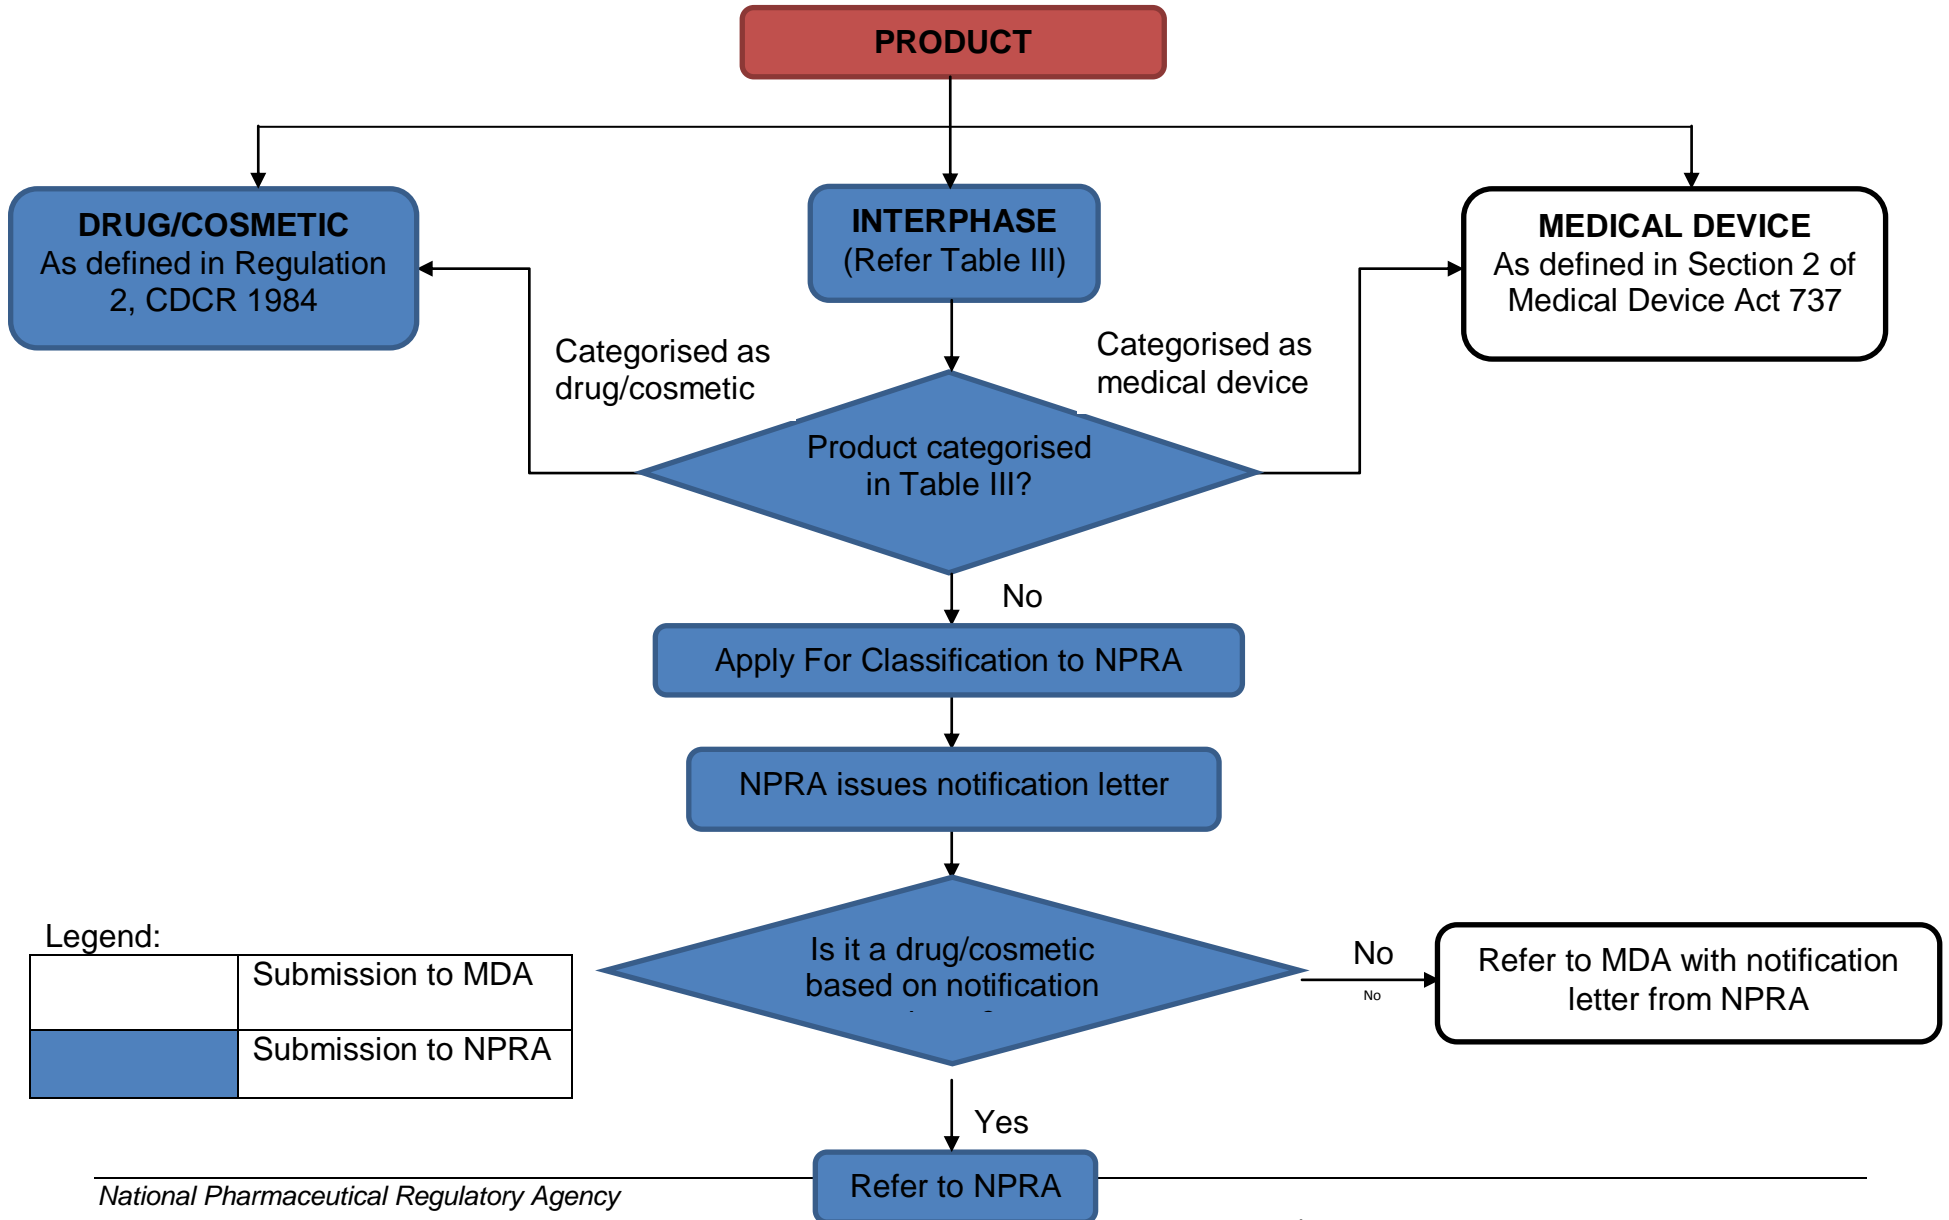 PRODUCT
DRUG/COSMETIC
As defined in Regulation
2, CDCR 1984
INTERPHASE
(Refer Table III)
MEDICAL DEVICE
As defined in Section 2 of
Medical Device Act 737
Categorised as
drug/cosmetic
Categorised as
medical device
Product categorised
in Table III?
No
Apply For Classification to NPRA
NPRA issues notification letter
Is it a drug/cosmetic
based on notification
No
No
Refer to MDA with notification
letter from NPRA
Legend:
Submission to MDA
Submission to NPRA
Yes
Refer to NPRA
National Pharmaceutical Regulatory Agency